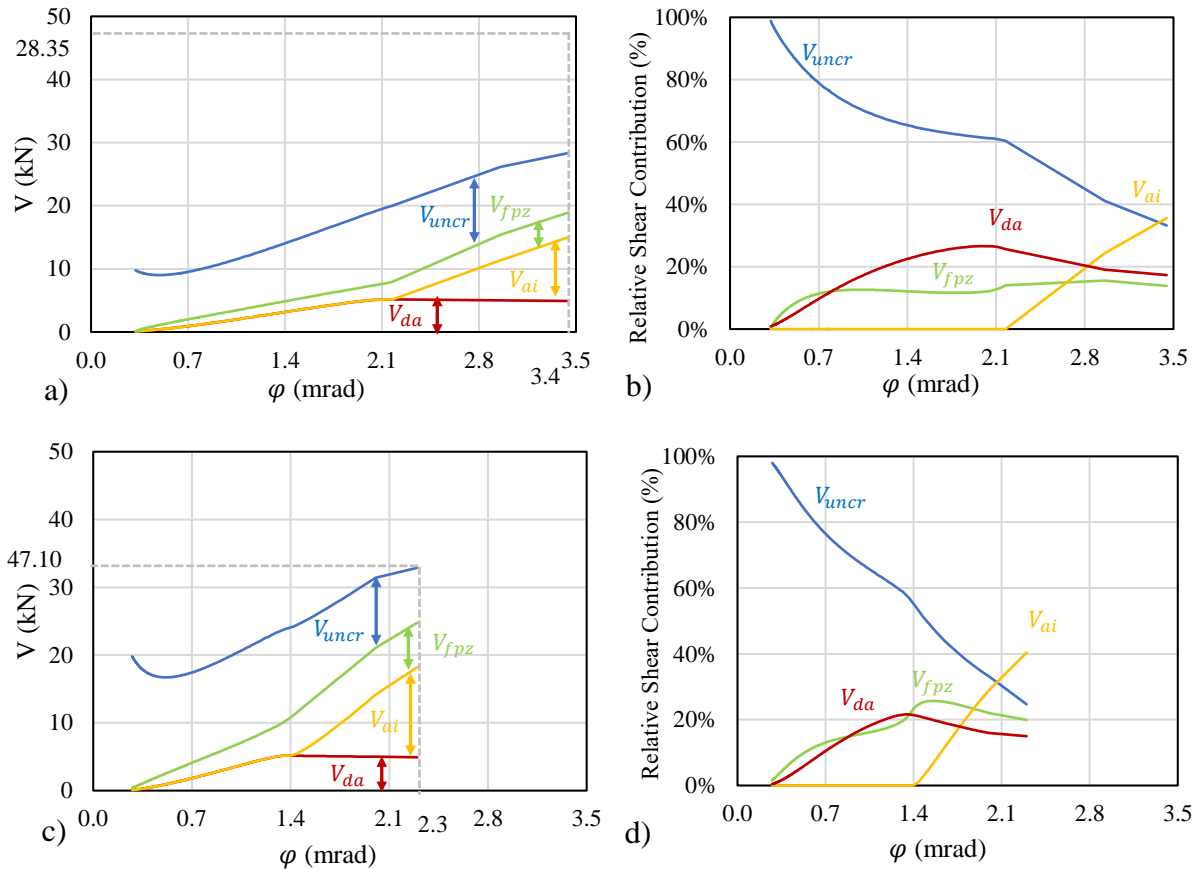 50
40
30
20
10
0
28.35
V (kN)
V_uncr
V_fpz
V_ai
V_da
0.0 0.7 1.4 2.1 2.8 3.5
3.4
φ (mrad)
a)
100%
80%
60%
40%
20%
0%
Relative Shear Contribution (%)
V_uncr
V_ai
V_da
V_fpz
0.0 0.7 1.4 2.1 2.8 3.5
φ (mrad)
b)
50
40
30
20
10
0
47.10
V (kN)
V_uncr
V_fpz
V_ai
V_da
0.0 0.7 1.4 2.1 2.8 3.5
2.3
φ (mrad)
c)
100%
80%
60%
40%
20%
0%
Relative Shear Contribution (%)
V_uncr
V_ai
V_fpz
V_da
0.0 0.7 1.4 2.1 2.8 3.5
φ (mrad)
d)